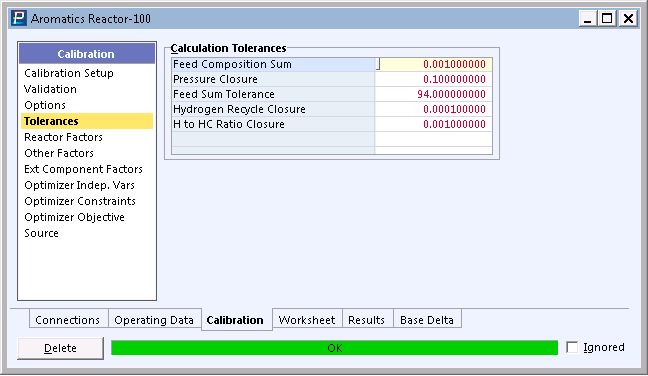 Aromatics Reactor-100
Calibration
Calibration Setup
Validation
Options
Tolerances
Reactor Factors
Other Factors
Ext Component Factors
Optimizer Indep. Vars
Optimizer Constraints
Optimizer Objective
Source
Calculation Tolerances
Feed Composition Sum 0.001000000
Pressure Closure 0.100000000
Feed Sum Tolerance 94.00000000
Hydrogen Recycle Closure 0.000100000
H to HC Ratio Closure 0.001000000
Connections Operating Data Calibration Worksheet Results Base Delta
Delete OK Ignored